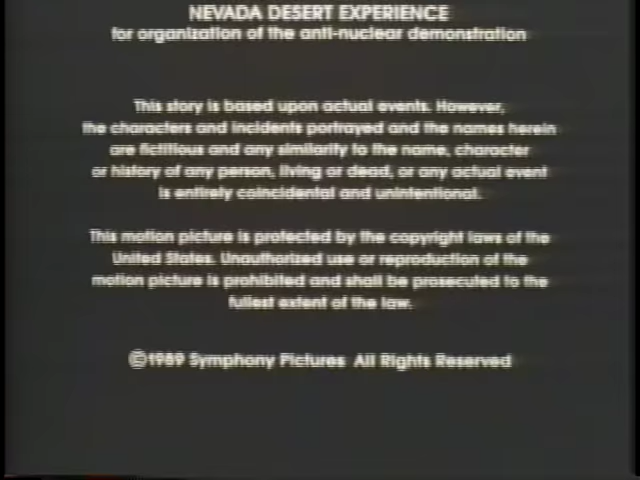 NEVADA DESERT EXPERIENCE
for organization of the anti-nuclear demonstration
This story is based upon actual events. However,
the characters and incidents portrayed and the names herein
are fictitious and any similarity to the name, character
or history of any person, living or dead, or any actual event
is entirely coincidental and unintentional.
This motion picture is protected by the copyright laws of the
United States. Unauthorized use or reproduction of the
motion picture is prohibited and shall be prosecuted to the
fullest extent of the law.
©1989 Symphony Pictures All Rights Reserved